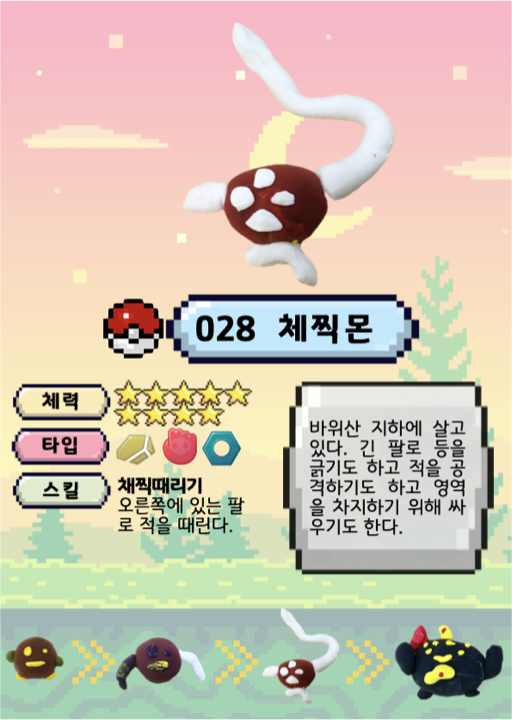 028 체찍몬
체력
타입
스킬
채찍때리기
오른쪽에 있는 팔
로 적을 때린다.
바위산 지하에 살고
있다. 긴 팔로 등을
긁기도 하고 적을 공
격하기도 하고 영역
을 차지하기 위해 싸
우기도 한다.